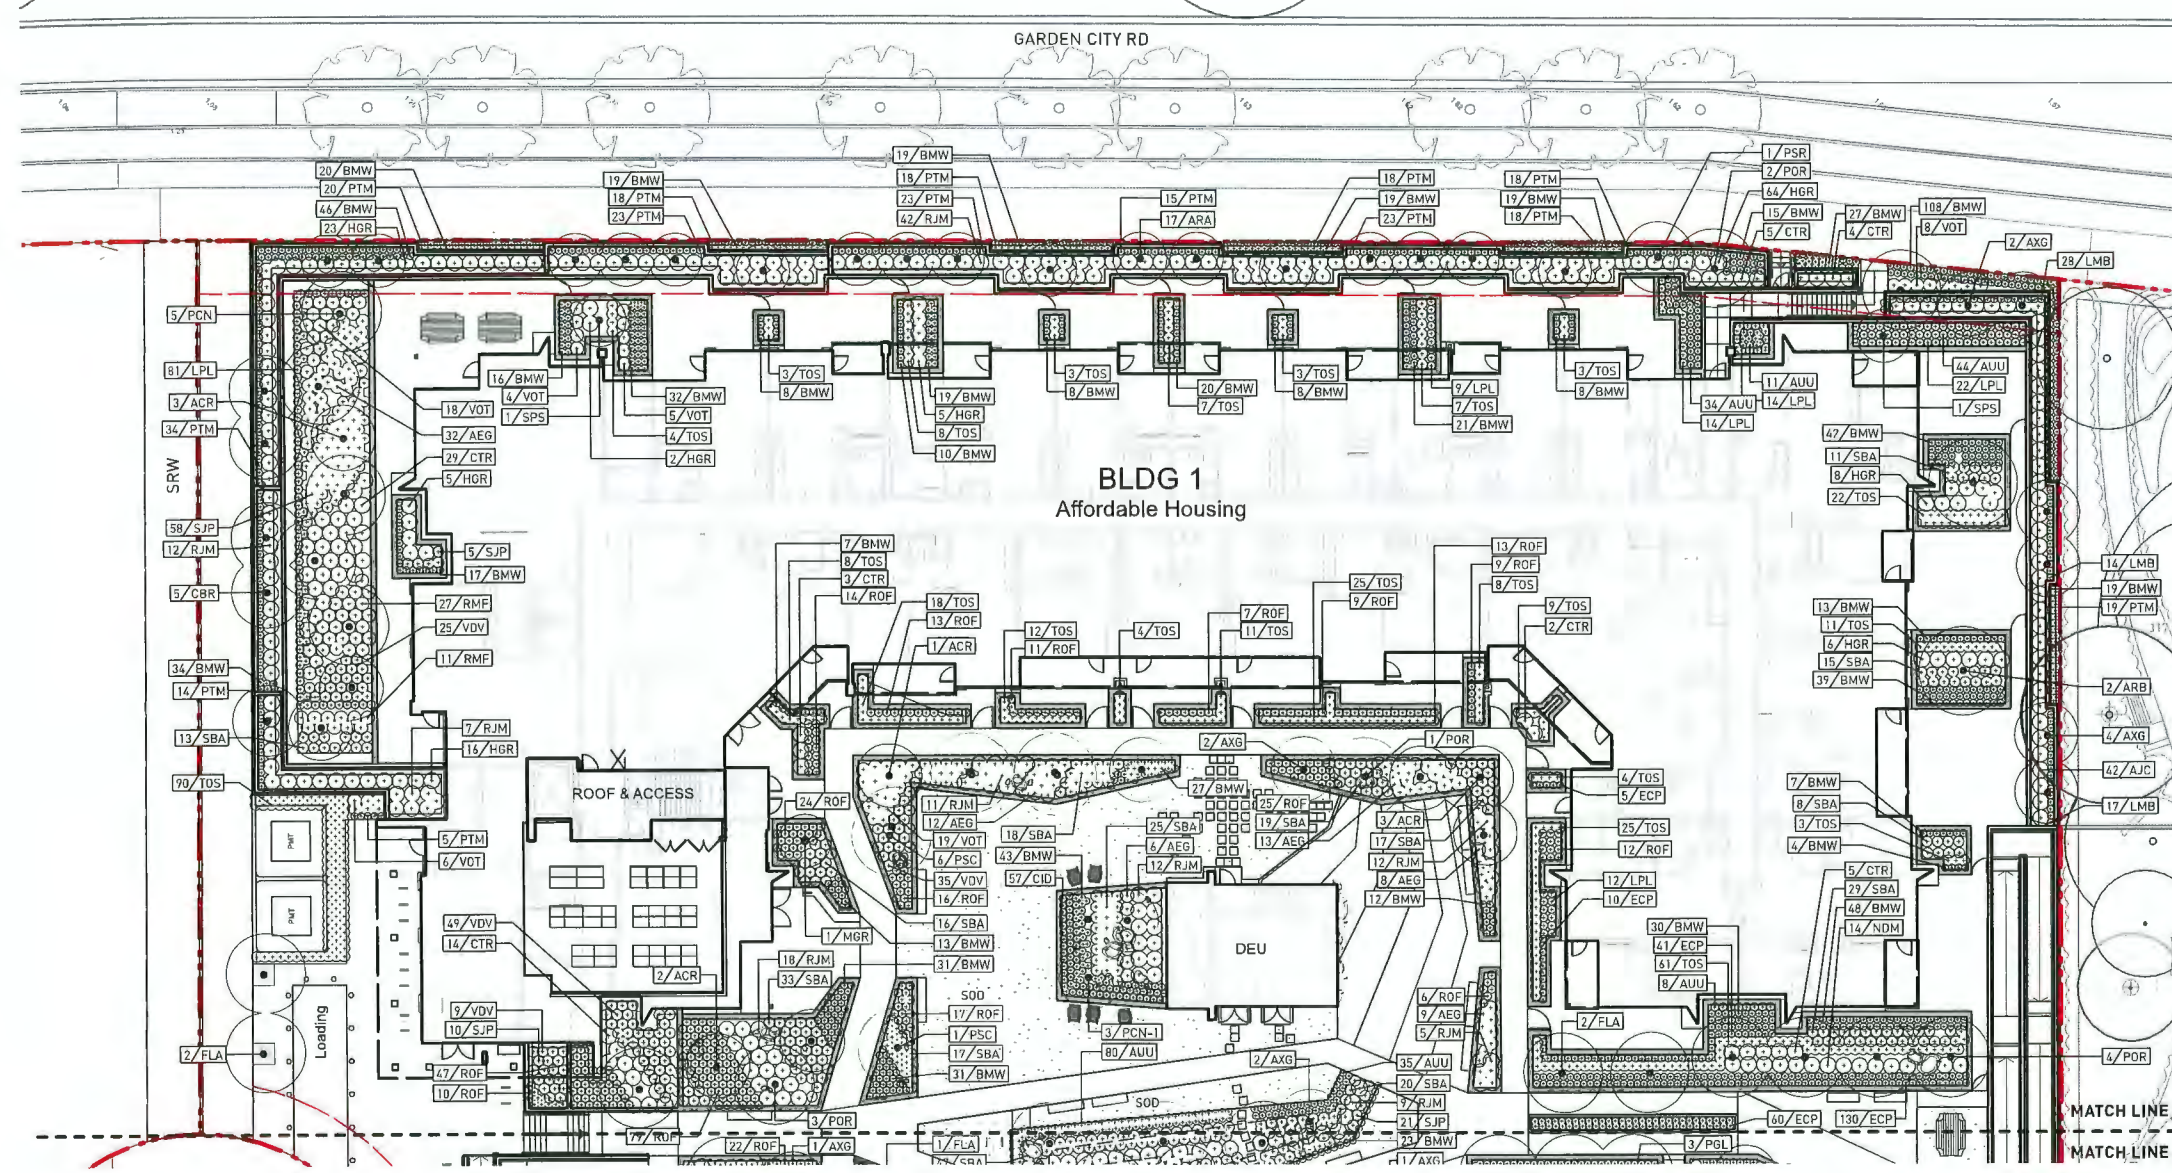 GARDEN CITY RD
20/BMW
20/PTM
46/BMW
23/HGR
19/BMW
18/PTM
23/PTM
19/BMW
18/PTM
23/PTM
42/RJM
15/PTM
17/ARA
18/PTM
19/BMW
23/PTM
18/PTM
19/BMW
18/PTM
1/PSR
2/POR
64/HGR
15/BMW
5/CTR
27/BMW
4/CTR
108/BMW
8/VOT
2/AXG
28/LMB
5/PCN
81/LPL
3/ACR
34/PTM
SRW
58/SJP
12/RJM
5/CBR
34/BMW
14/PTM
13/SBA
90/TOS
18/VOT
32/AEG
29/CTR
5/HGR
5/SJP
17/BMW
27/RMF
25/VDV
11/RMF
7/RJM
16/HGR
5/PTM
6/VOT
16/BMW
4/VOT
1/SPS
32/BMW
5/VOT
4/TOS
2/HGR
3/TOS
8/BMW
19/BMW
5/HGR
8/TOS
10/BMW
3/TOS
8/BMW
20/BMW
7/TOS
3/TOS
8/BMW
9/LPL
7/TOS
21/BMW
3/TOS
8/BMW
34/AUU
14/LPL
11/AUU
14/LPL
44/AUU
22/LPL
1/SPS
BLDG 1
Affordable Housing
47/BMW
11/SBA
8/HGR
22/TOS
14/LMB
19/BMW
19/PTM
13/BMW
11/TOS
6/HGR
15/SBA
39/BMW
2/ARB
4/AXG
42/AJC
17/LMB
7/BMW
8/SBA
3/TOS
4/BMW
7/BMW
8/TOS
3/CTR
14/ROF
18/TOS
13/ROF
1/ACR
12/TOS
11/ROF
4/TOS
7/ROF
11/TOS
25/TOS
9/ROF
13/ROF
9/ROF
8/TOS
9/TOS
2/CTR
2/AXG
1/POR
4/TOS
5/ECP
25/TOS
12/ROF
12/LPL
10/ECP
ROOF & ACCESS
PMT
PMT
24/ROF
11/RJM
12/AEG
18/SBA
27/BMW
25/ROF
19/SBA
13/AEG
3/ACR
17/SBA
12/RJM
8/AEG
12/BMW
19/VOT
6/PSC
35/VDV
16/ROF
43/BMW
57/CID
25/SBA
6/AEG
12/RJM
DEU
16/SBA
13/BMW
31/BMW
1/MGR
18/RJM
33/SBA
2/ACR
49/VDV
14/CTR
9/VDV
10/SJP
47/ROF
10/ROF
Loading
2/FLA
SOD
17/ROF
1/PSC
17/SBA
31/BMW
3/PCN-1
80/AUU
6/ROF
9/AEG
5/RJM
2/AXG
35/AUU
20/SBA
9/RJM
21/SJP
23/BMW
1/AXG
SOD
30/BMW
41/ECP
61/TOS
8/AUU
2/FLA
5/CTR
29/SBA
48/BMW
14/NDM
4/POR
60/ECP
130/ECP
3/PGL
3/POR
22/ROF
1/AXG
1/FLA
MATCH LINE
MATCH LINE